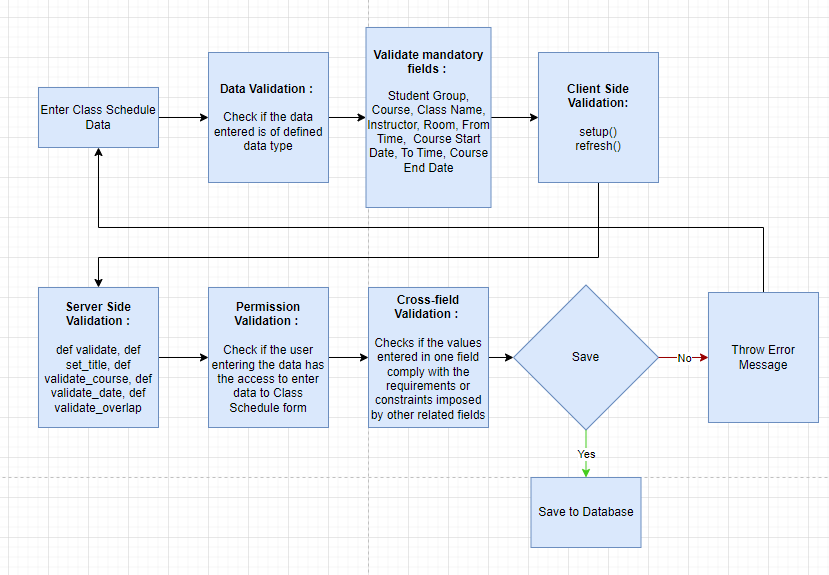 Enter Class Schedule
Data
Data Validation :
Check if the data
entered is of defined
data type
Validate mandatory
fields :
Student Group,
Course, Class Name,
Instructor, Room, From
Time, Course Start
Date, To Time, Course
End Date
Client Side
Validation:
setup()
refresh()
Server Side
Validation :
def validate, def
set_title, def
validate_course, def
validate_date, def
validate_overlap
Permission
Validation :
Check if the user
entering the data has
the access to enter
data to Class
Schedule form
Cross-field
Validation :
Checks if the values
entered in one field
comply with the
requirements or
constraints imposed
by other related fields
Save
No
Throw Error
Message
Yes
Save to Database